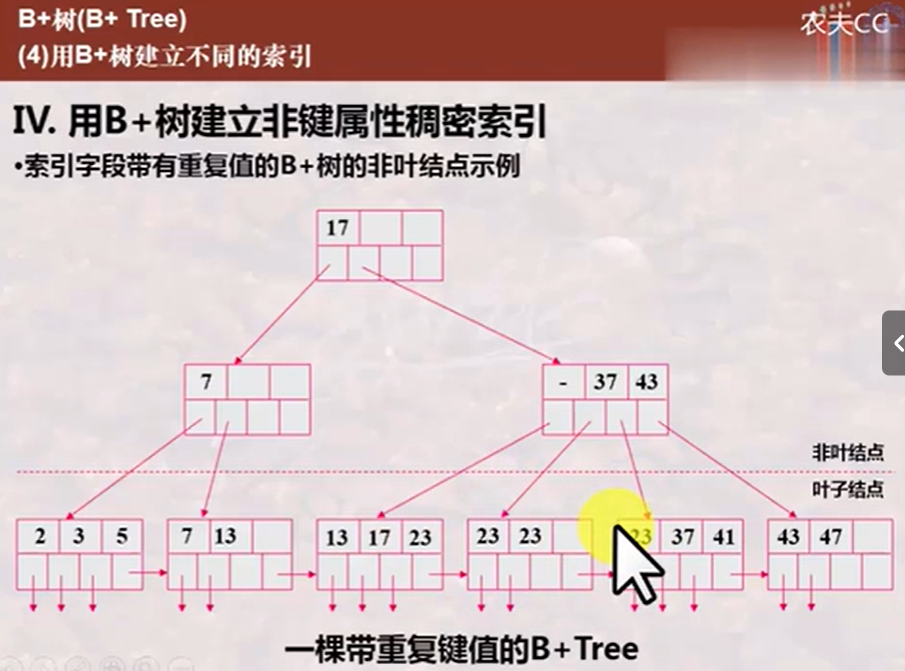 B+树(B+ Tree)
农夫CC
(4)用B+树建立不同的索引
IV. 用B+树建立非键属性稠密索引
•索引字段带有重复值的B+树的非叶结点示例
17
7
- 37 43
非叶结点
叶子结点
2 3 5
7 13
13 17 23
23 23
23 37 41
43 47
一棵带重复键值的B+Tree